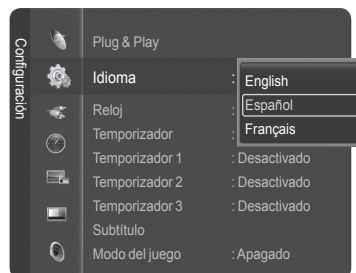 Configuración
Plug & Play
Idioma :
English
Español
Français
Reloj :
Temporizador :
Temporizador 1 : Desactivado
Temporizador 2 : Desactivado
Temporizador 3 : Desactivado
Subtítulo
Modo del juego : Apagado